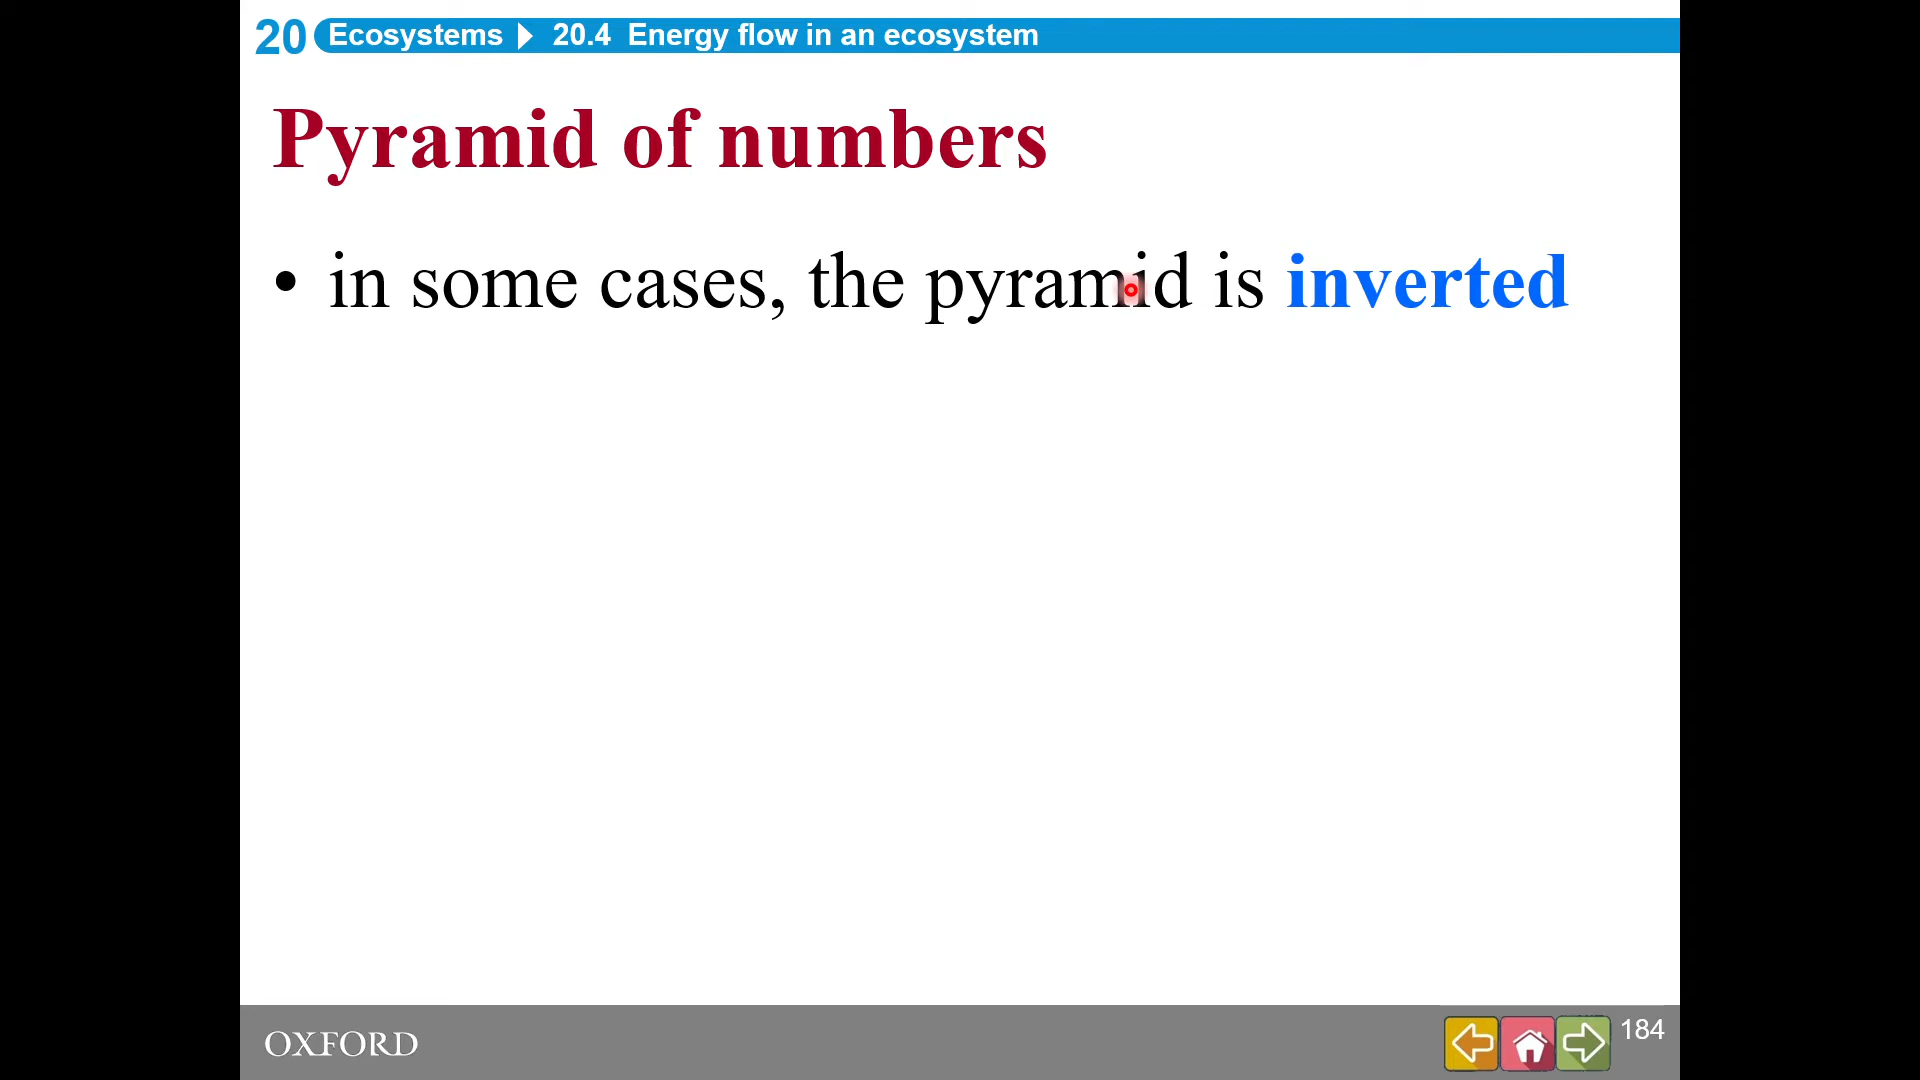 20 Ecosystems 20.4 Energy flow in an ecosystem
Pyramid of numbers
• in some cases, the pyramid is inverted
OXFORD
184